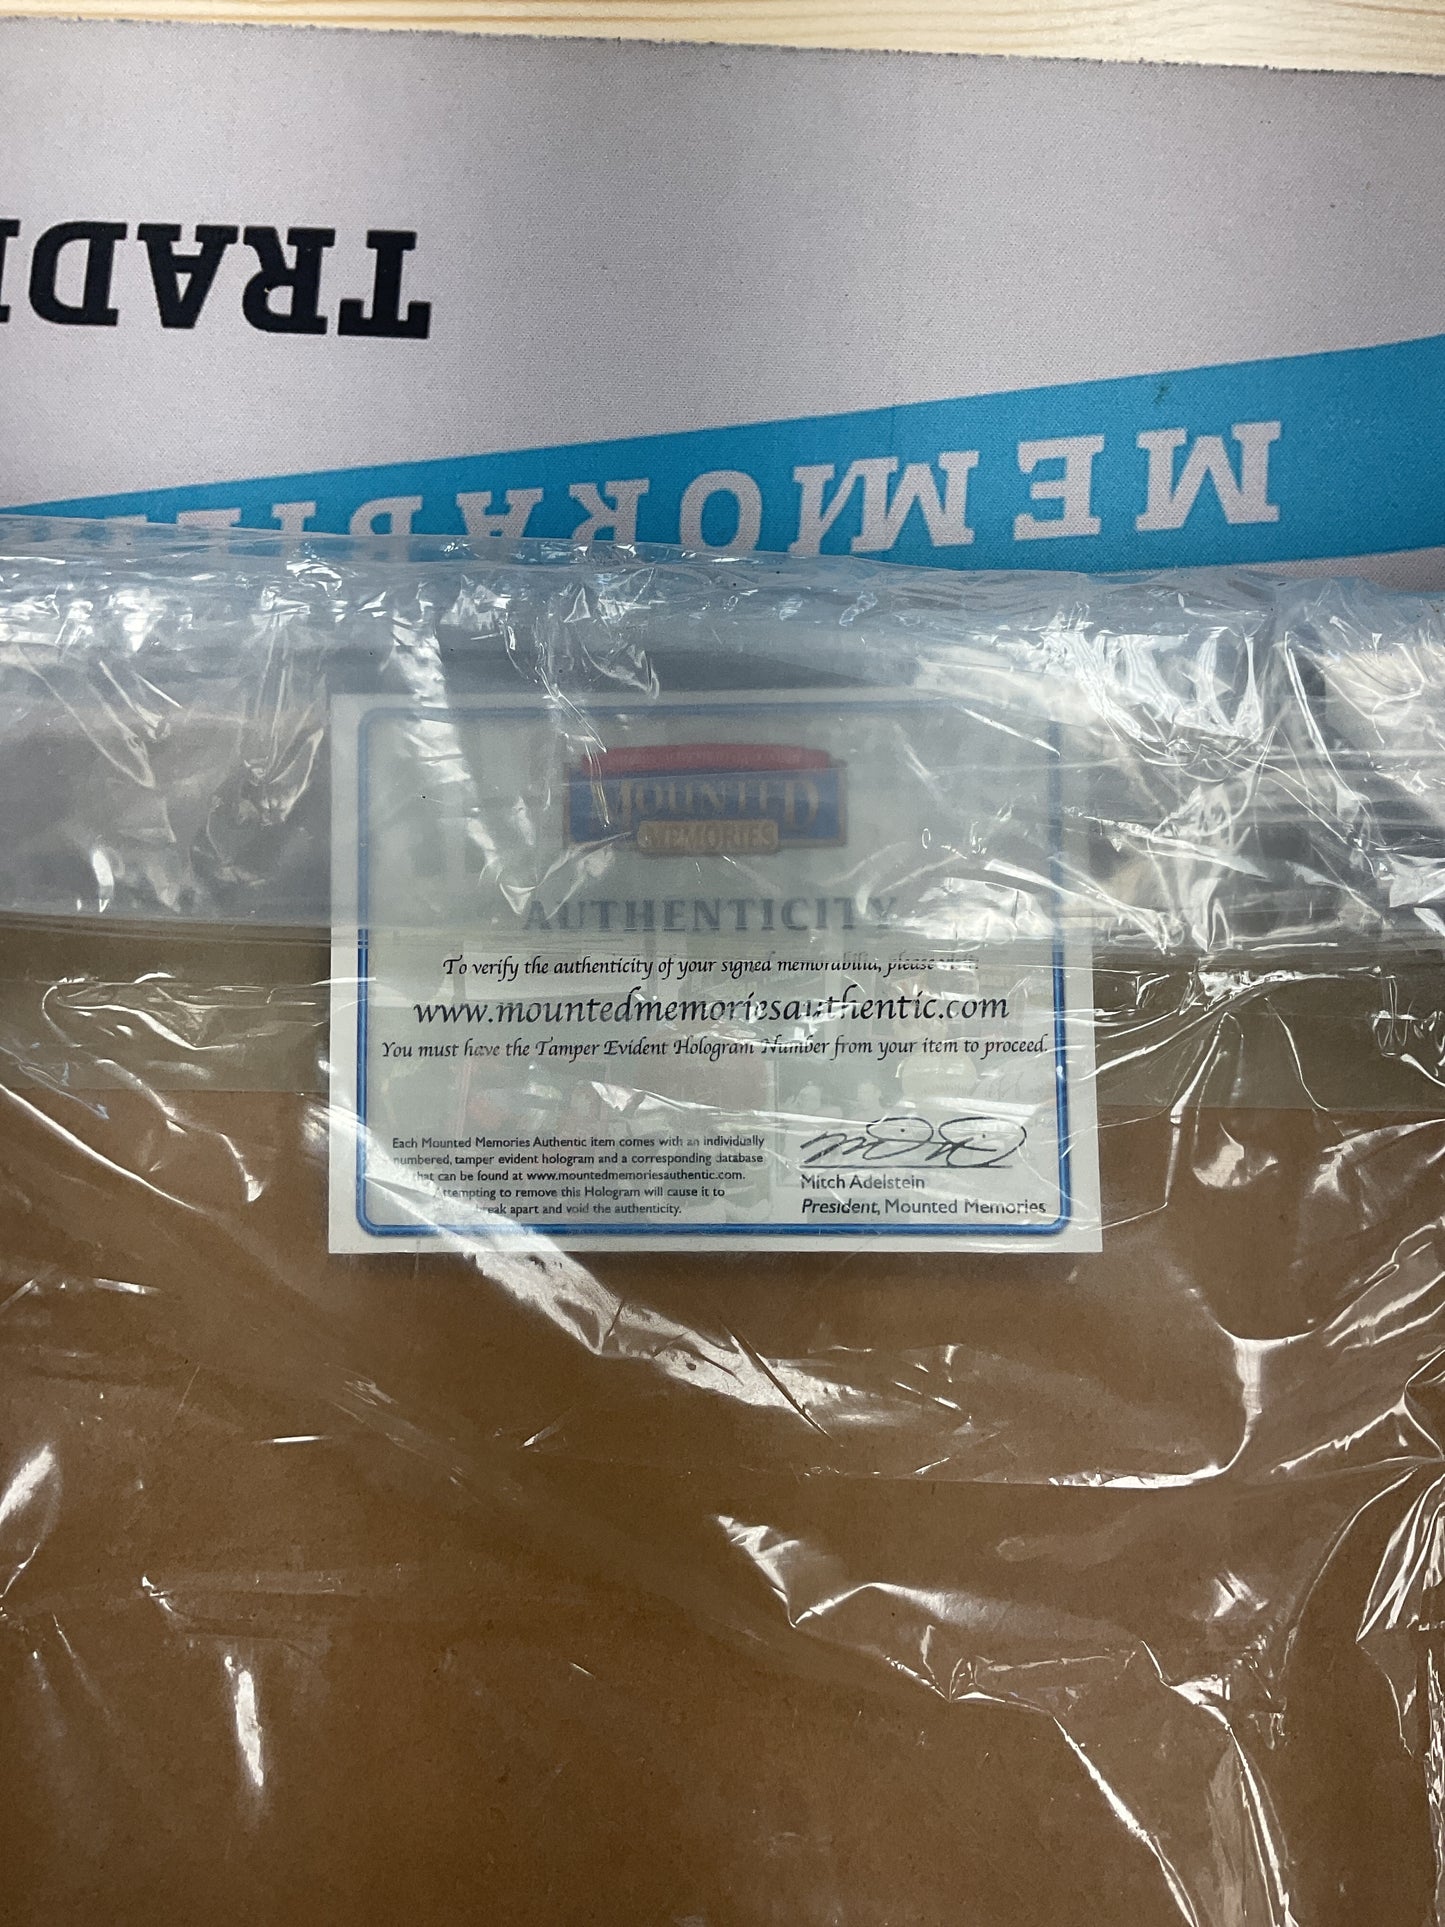 TRADI
MEMORABIL
MOUNTED
MEMORIES
AUTHENTICITY
To verify the authenticity of your signed memorabilia, please visit:
www.mountedmemoriesauthentic.com
You must have the Tamper Evident Hologram Number from your item to proceed.
Each Mounted Memories Authentic item comes with an individually
numbered, tamper evident hologram and a corresponding database
that can be found at www.mountedmemoriesauthentic.com.
Attempting to remove this Hologram will cause it to
break apart and void the authenticity.
Mitch Adelstein
President, Mounted Memories